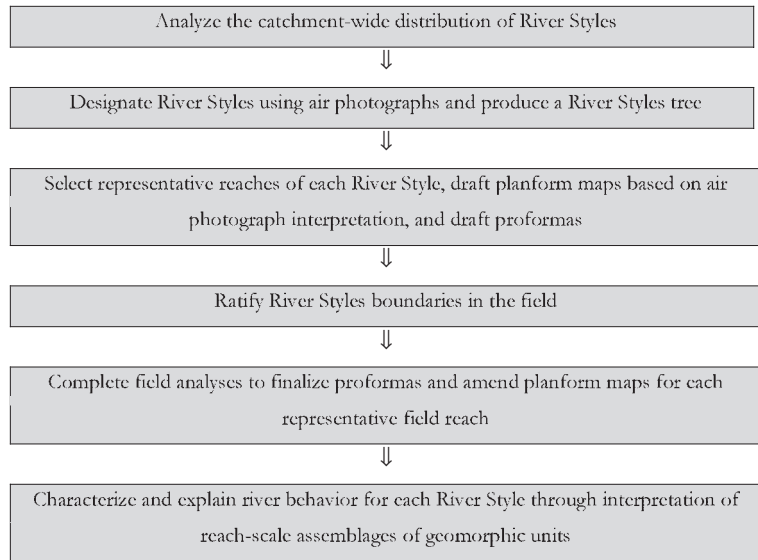 Analyze the catchment-wide distribution of River Styles
⇓
Designate River Styles using air photographs and produce a River Styles tree
⇓
Select representative reaches of each River Style, draft planform maps based on air
photograph interpretation, and draft proformas
⇓
Ratify River Styles boundaries in the field
⇓
Complete field analyses to finalize proformas and amend planform maps for each
representative field reach
⇓
Characterize and explain river behavior for each River Style through interpretation of
reach-scale assemblages of geomorphic units